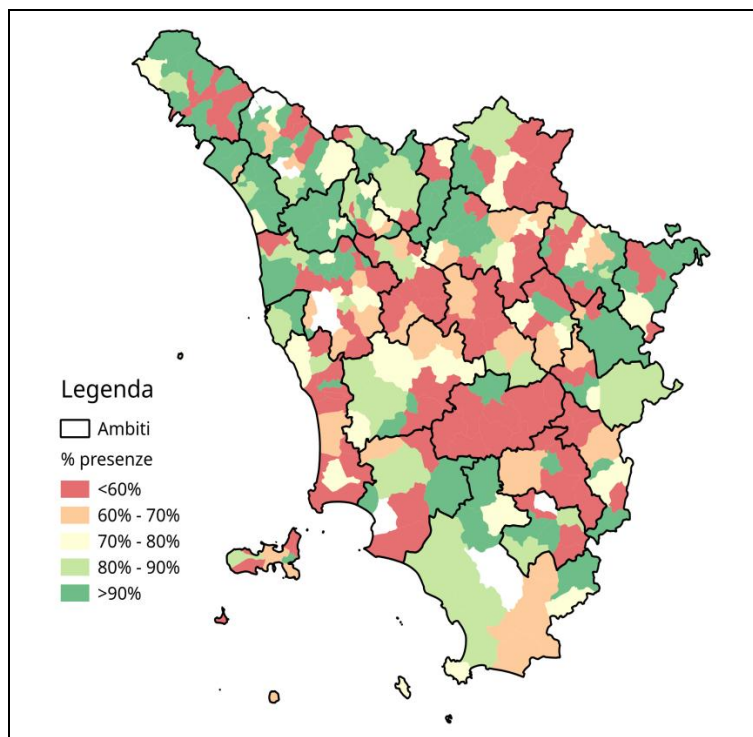 Legenda
Ambiti
% presenze
<60%
60% - 70%
70% - 80%
80% - 90%
>90%